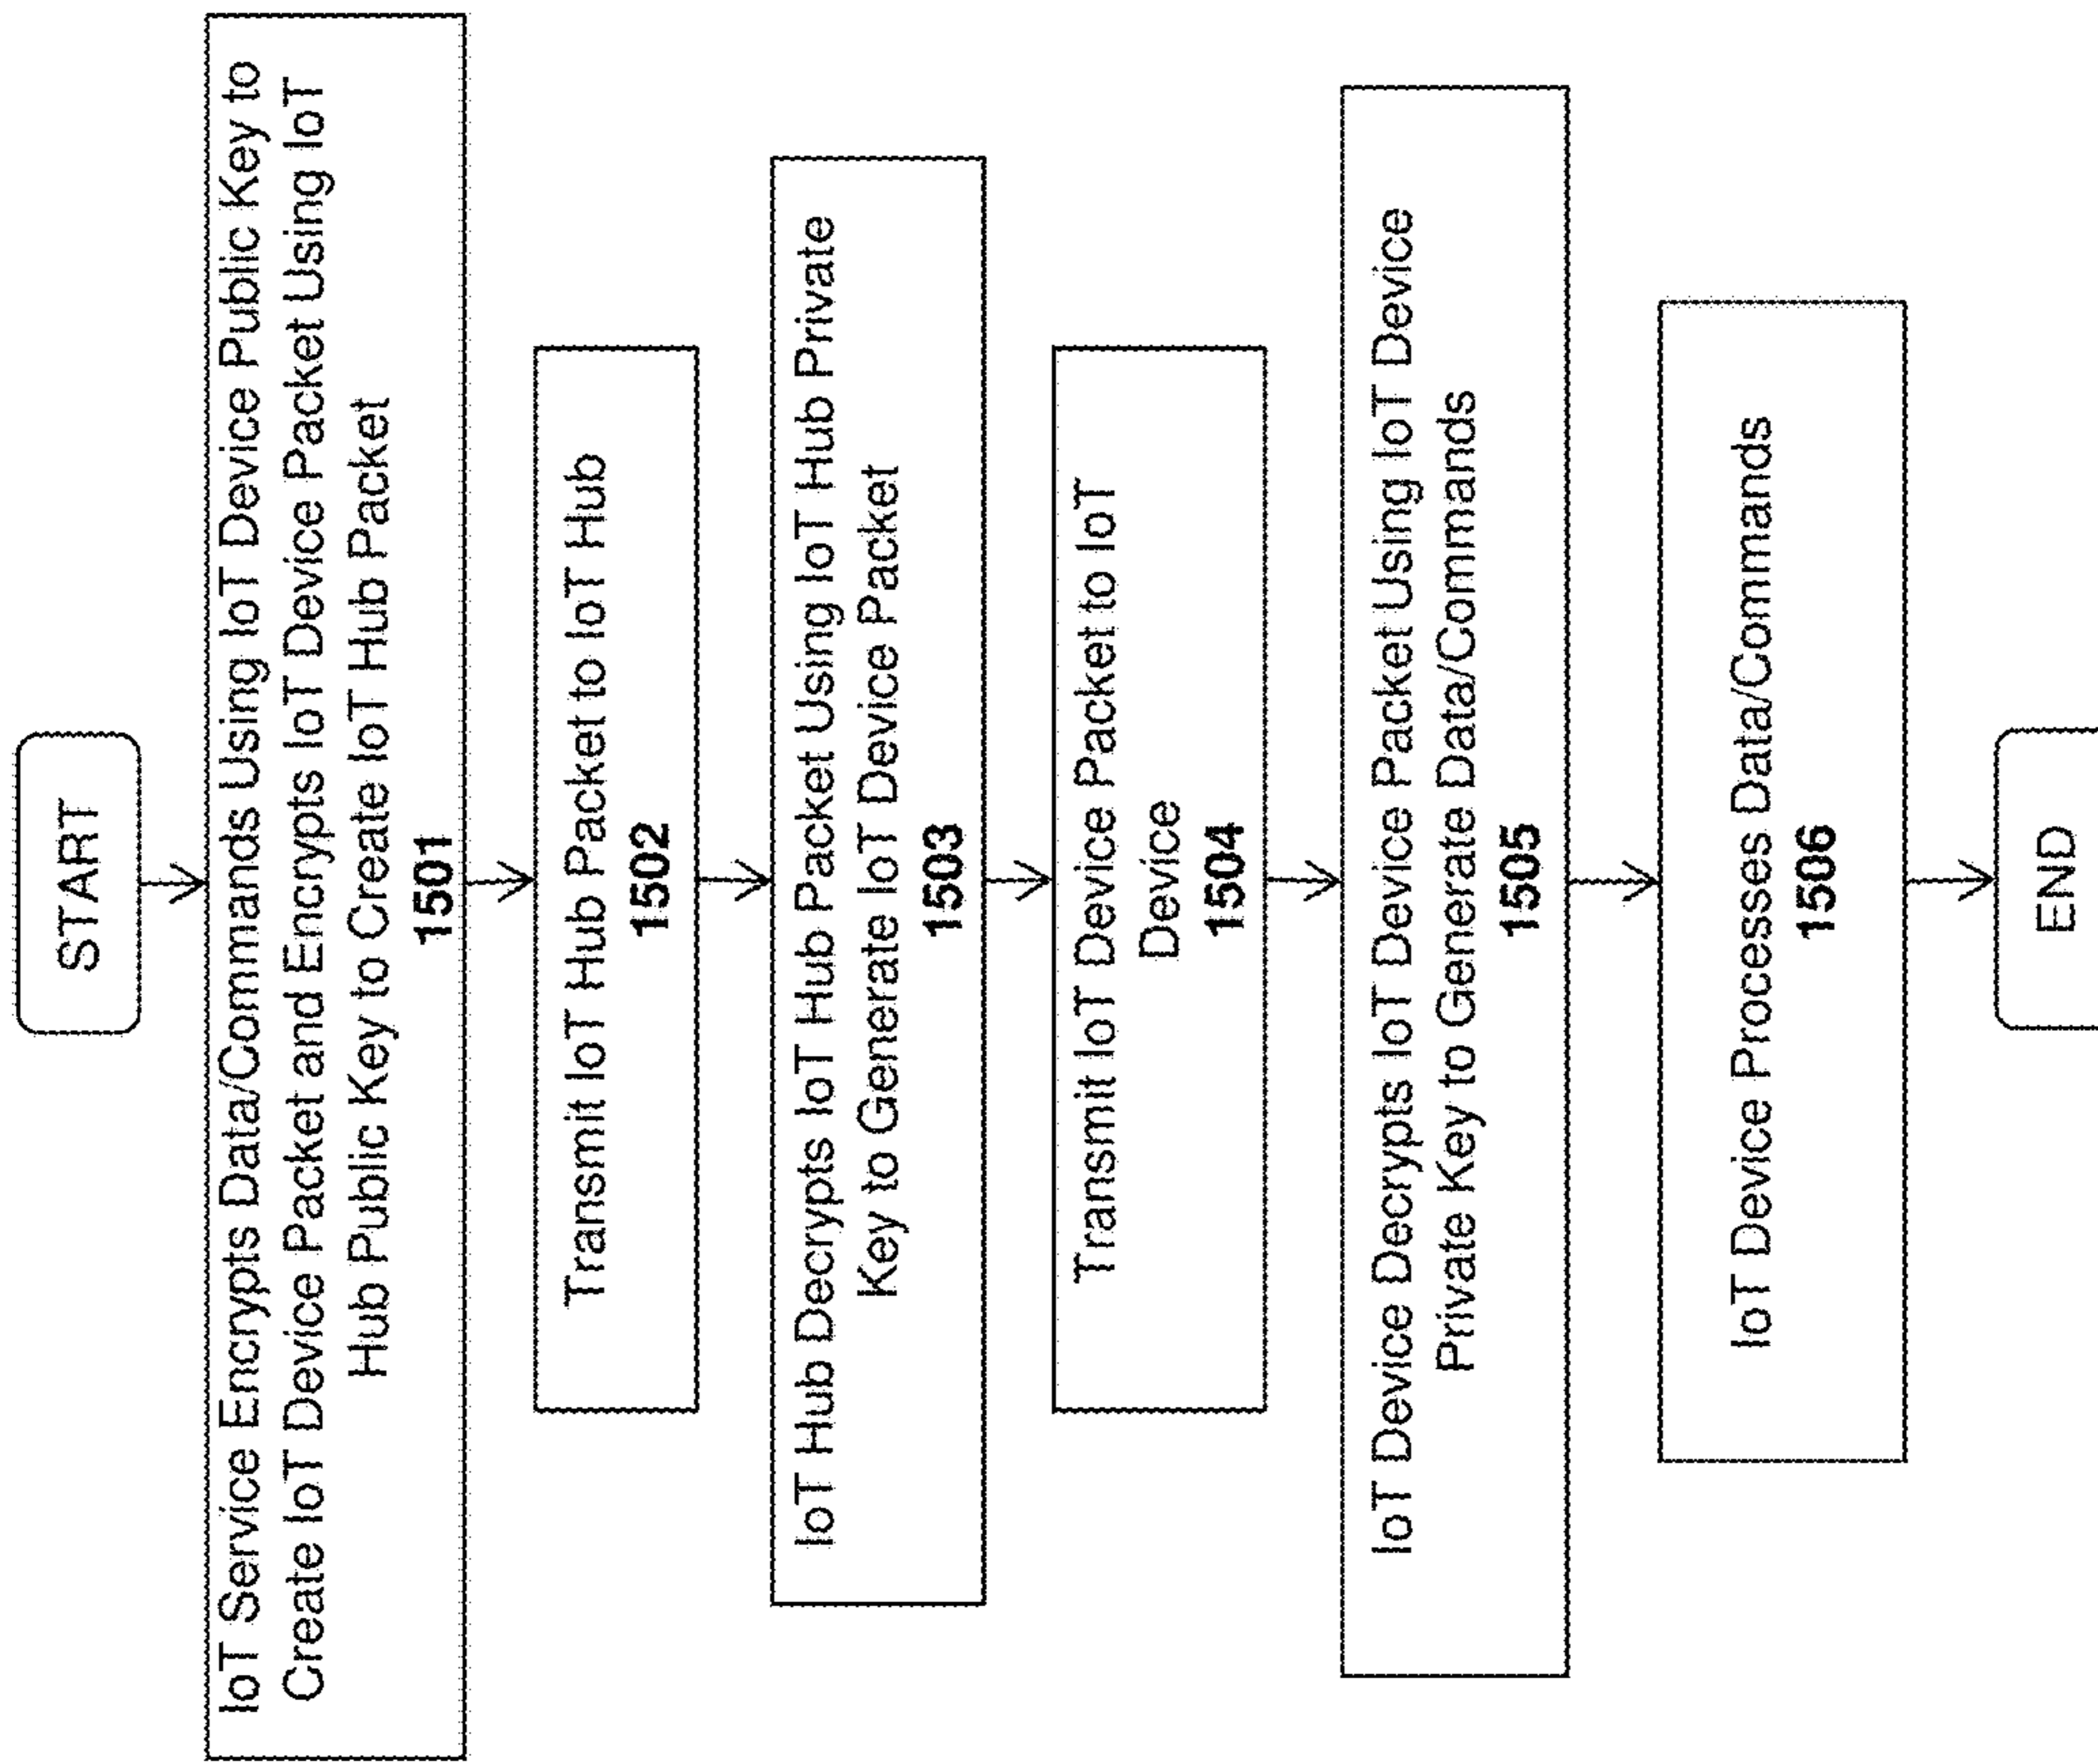 START
IoT Service Encrypts Data/Commands Using IoT Device Public Key to
Create IoT Device Packet and Encrypts IoT Device Packet Using IoT
Hub Public Key to Create IoT Hub Packet
1501
Transmit IoT Hub Packet to IoT Hub
1502
IoT Hub Decrypts IoT Hub Packet Using IoT Hub Private
Key to Generate IoT Device Packet
1503
Transmit IoT Device Packet to IoT
Device
1504
IoT Device Decrypts IoT Device Packet Using IoT Device
Private Key to Generate Data/Commands
1505
IoT Device Processes Data/Commands
1506
END